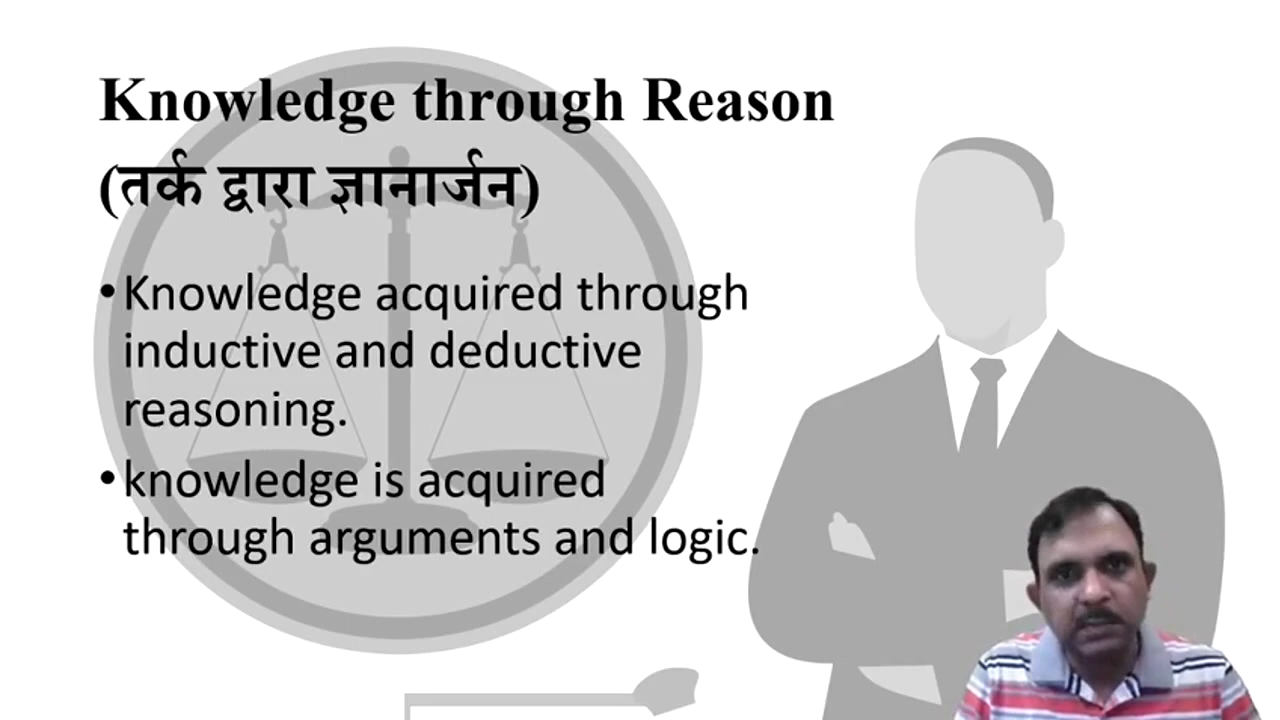 Knowledge through Reason
(तर्क द्वारा ज्ञानार्जन)
•Knowledge acquired through
inductive and deductive
reasoning.
•knowledge is acquired
through arguments and logic.